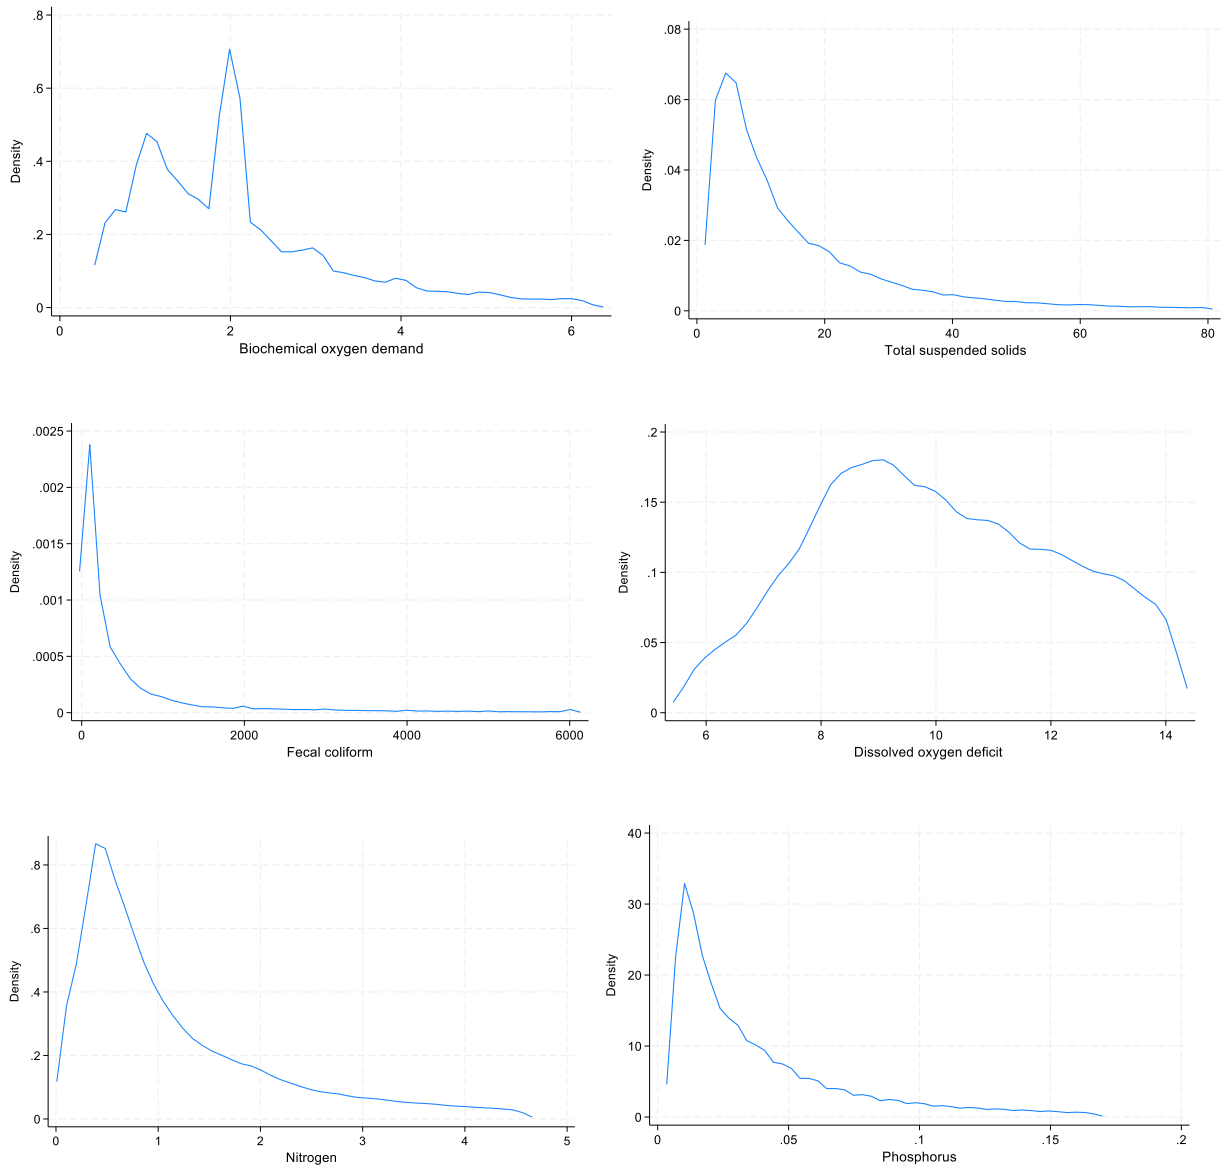 .8
.6
.4
.2
0
Density
0 2 4 6
Biochemical oxygen demand
.08
.06
.04
.02
0
Density
0 20 40 60 80
Total suspended solids
.0025
.002
.0015
.001
.0005
0
Density
0 2000 4000 6000
Fecal coliform
.2
.15
.1
.05
0
Density
6 8 10 12 14
Dissolved oxygen deficit
.8
.6
.4
.2
0
Density
0 1 2 3 4 5
Nitrogen
40
30
20
10
0
Density
0 .05 .1 .15 .2
Phosphorus